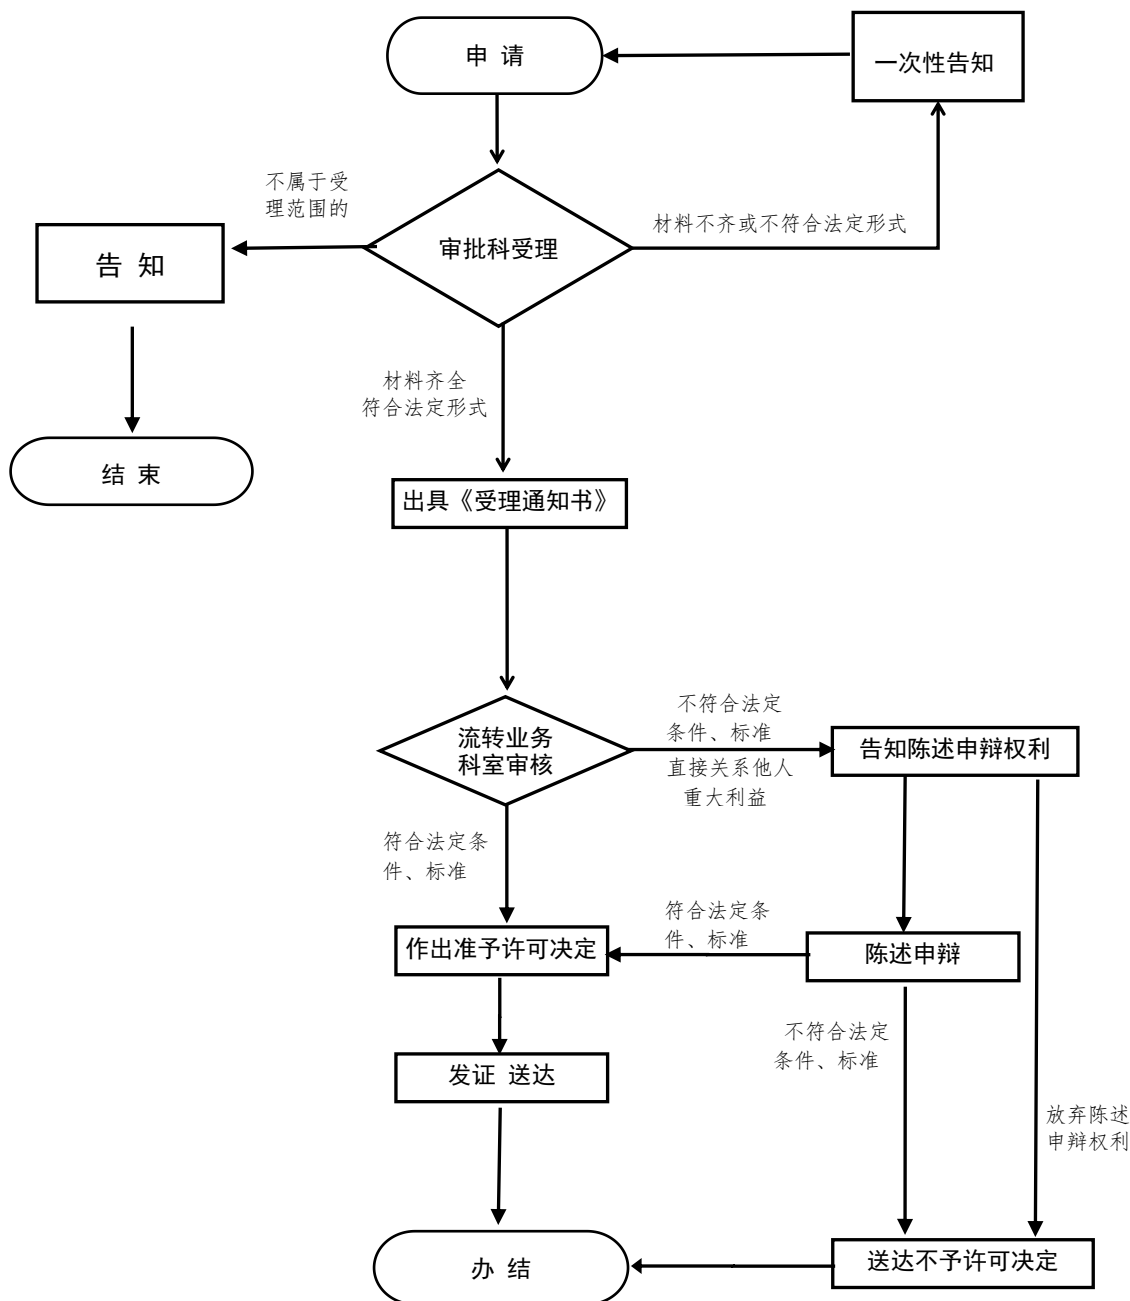 申 请
一次性告知
不属于受
理范围的
材料不齐或不符合法定形式
审批科受理
告 知
材料齐全
符合法定形式
结 束
出具《受理通知书》
不符合法定
条件、标准
流转业务
科室审核
告知陈述申辩权利
直接关系他人
重大利益
符合法定条
件、标准
符合法定条
件、标准
作出准予许可决定
陈述申辩
不符合法定
条件、标准
发证 送达
放弃陈述
申辩权利
送达不予许可决定
办 结